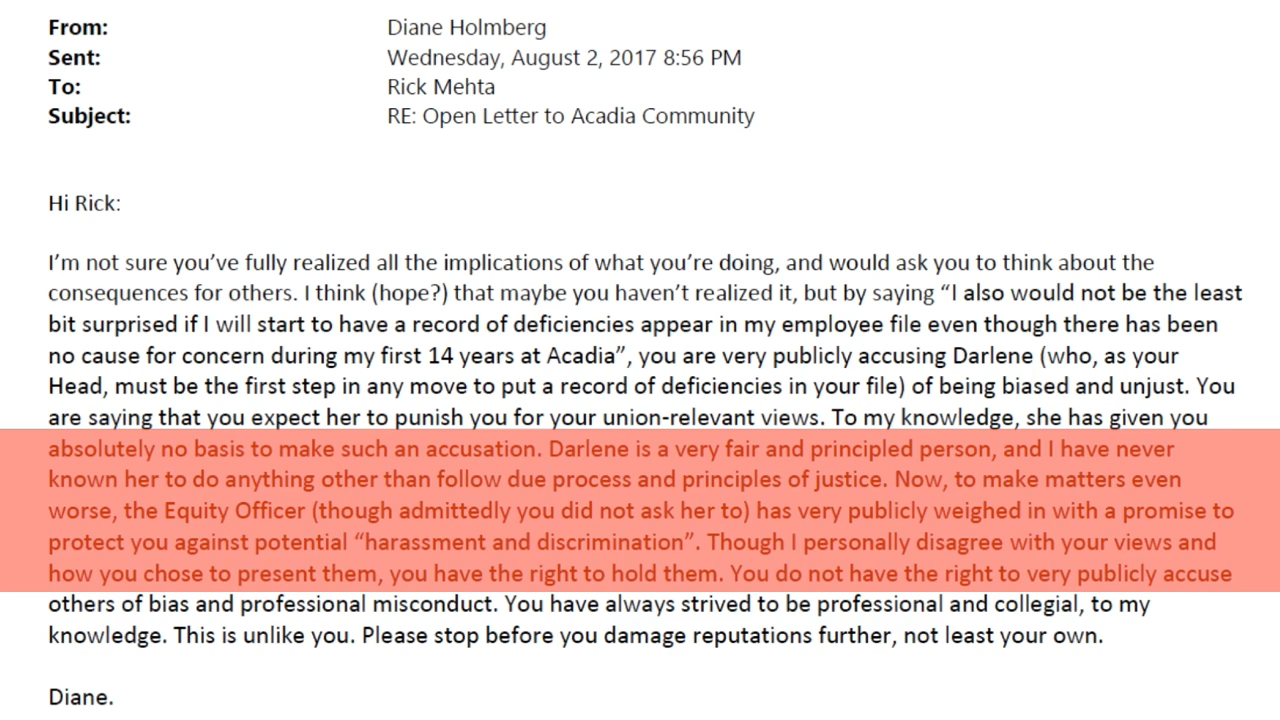 From: Diane Holmberg
Sent: Wednesday, August 2, 2017 8:56 PM
To: Rick Mehta
Subject: RE: Open Letter to Acadia Community
Hi Rick:
I’m not sure you’ve fully realized all the implications of what you’re doing, and would ask you to think about the
consequences for others. I think (hope?) that maybe you haven’t realized it, but by saying “I also would not be the least
bit surprised if I will start to have a record of deficiencies appear in my employee file even though there has been
no cause for concern during my first 14 years at Acadia”, you are very publicly accusing Darlene (who, as your
Head, must be the first step in any move to put a record of deficiencies in your file) of being biased and unjust. You
are saying that you expect her to punish you for your union-relevant views. To my knowledge, she has given you
absolutely no basis to make such an accusation. Darlene is a very fair and principled person, and I have never
known her to do anything other than follow due process and principles of justice. Now, to make matters even
worse, the Equity Officer (though admittedly you did not ask her to) has very publicly weighed in with a promise to
protect you against potential “harassment and discrimination”. Though I personally disagree with your views and
how you chose to present them, you have the right to hold them. You do not have the right to very publicly accuse
others of bias and professional misconduct. You have always strived to be professional and collegial, to my
knowledge. This is unlike you. Please stop before you damage reputations further, not least your own.
Diane.